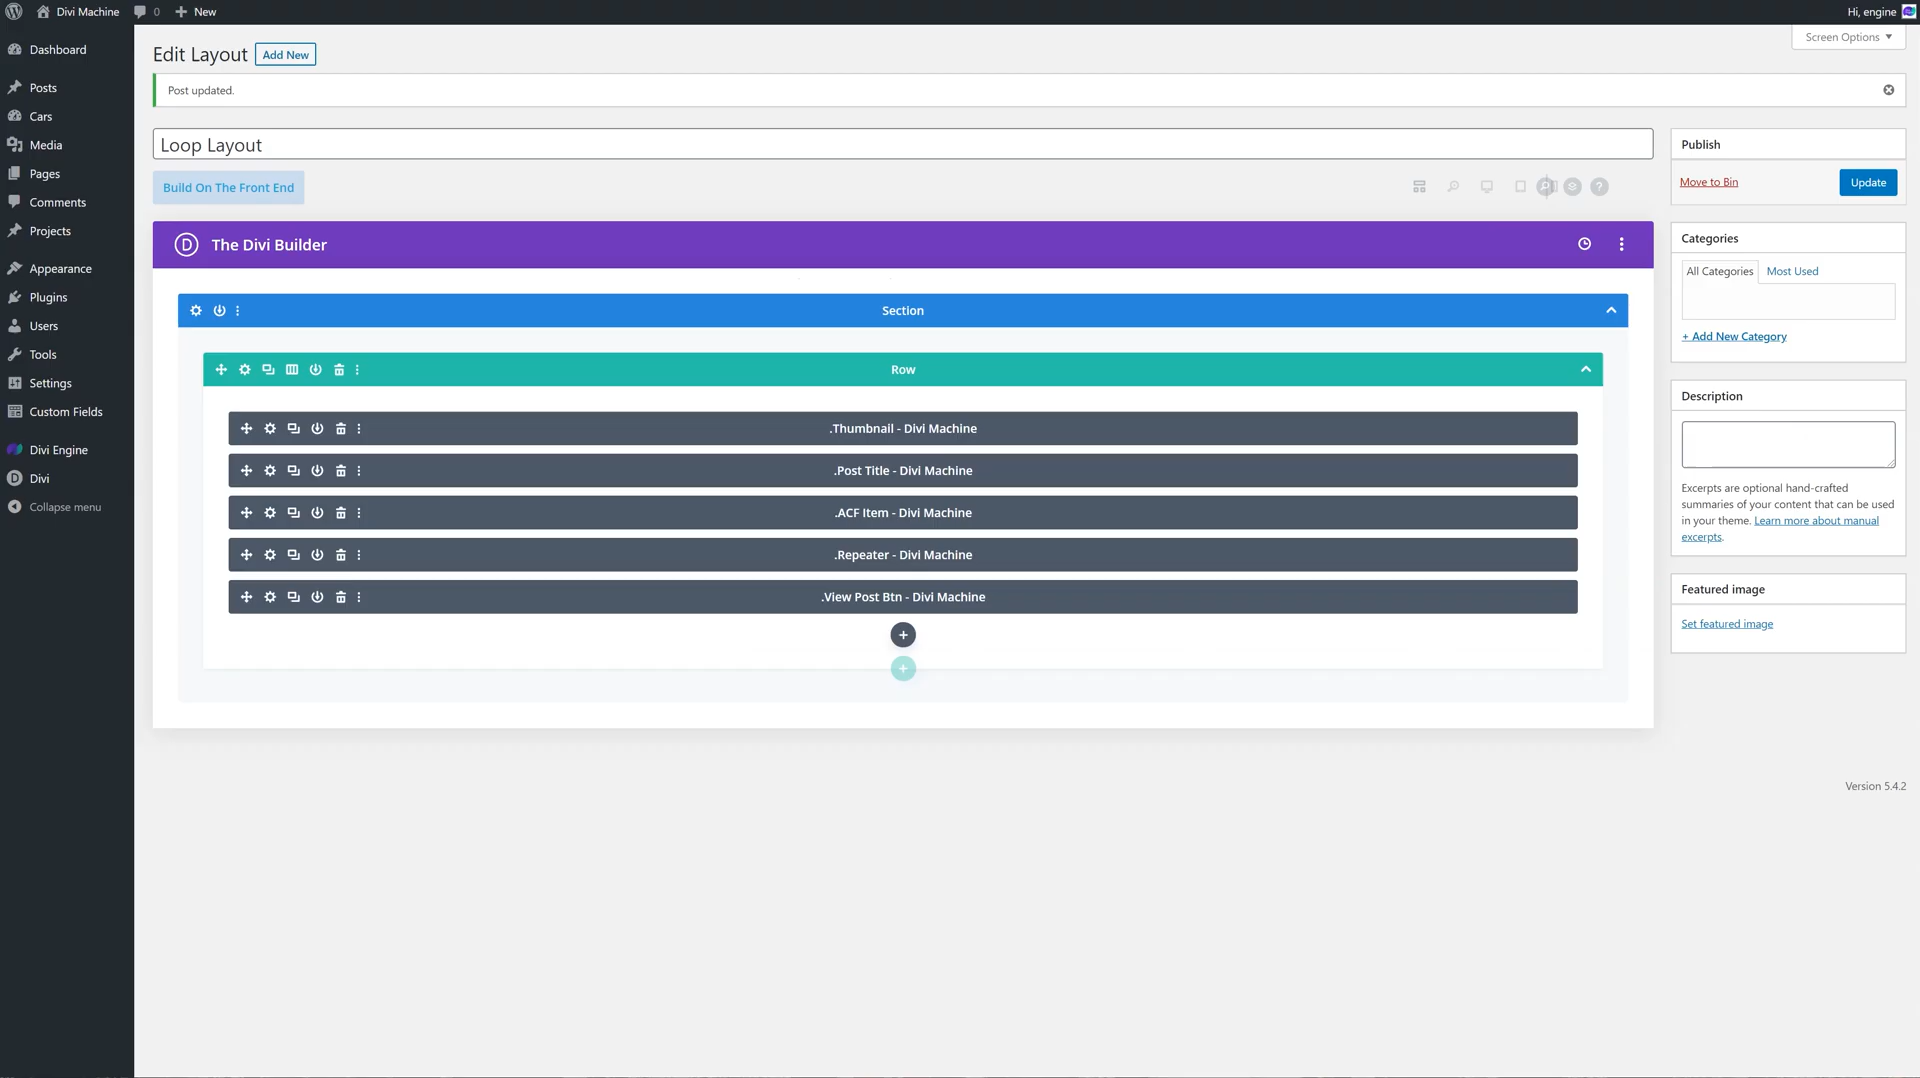 Divi Machine
0
New
Hi, engine
Dashboard
Posts
Cars
Media
Pages
Comments
Projects
Appearance
Plugins
Users
Tools
Settings
Custom Fields
Divi Engine
Divi
Collapse menu
Screen Options
Edit Layout
Add New
Post updated.
Loop Layout
Build On The Front End
The Divi Builder
Section
Row
.Thumbnail - Divi Machine
.Post Title - Divi Machine
.ACF Item - Divi Machine
.Repeater - Divi Machine
.View Post Btn - Divi Machine
Publish
Move to Bin
Update
Categories
All Categories
Most Used
+ Add New Category
Description
Excerpts are optional hand-crafted
summaries of your content that can be used
in your theme. Learn more about manual
excerpts.
Featured image
Set featured image
Version 5.4.2